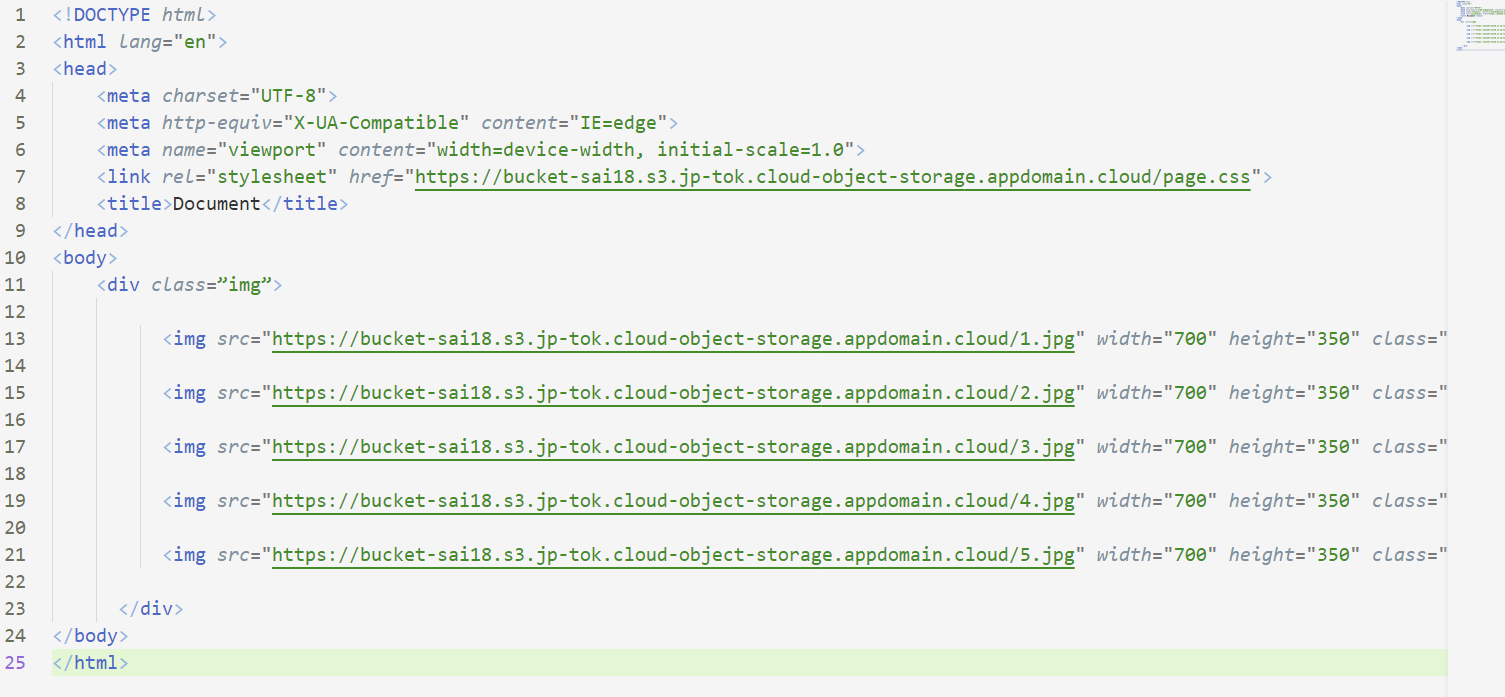 1 <!DOCTYPE html>
2 <html lang="en">
3 <head>
4     <meta charset="UTF-8">
5     <meta http-equiv="X-UA-Compatible" content="IE=edge">
6     <meta name="viewport" content="width=device-width, initial-scale=1.0">
7     <link rel="stylesheet" href="https://bucket-sai18.s3.jp-tok.cloud-object-storage.appdomain.cloud/page.css">
8     <title>Document</title>
9 </head>
10 <body>
11     <div class=”img”>
12
13           <img src="https://bucket-sai18.s3.jp-tok.cloud-object-storage.appdomain.cloud/1.jpg" width="700" height="350" class="
14
15           <img src="https://bucket-sai18.s3.jp-tok.cloud-object-storage.appdomain.cloud/2.jpg" width="700" height="350" class="
16
17           <img src="https://bucket-sai18.s3.jp-tok.cloud-object-storage.appdomain.cloud/3.jpg" width="700" height="350" class="
18
19           <img src="https://bucket-sai18.s3.jp-tok.cloud-object-storage.appdomain.cloud/4.jpg" width="700" height="350" class="
20
21           <img src="https://bucket-sai18.s3.jp-tok.cloud-object-storage.appdomain.cloud/5.jpg" width="700" height="350" class="
22
23       </div>
24 </body>
25 </html>